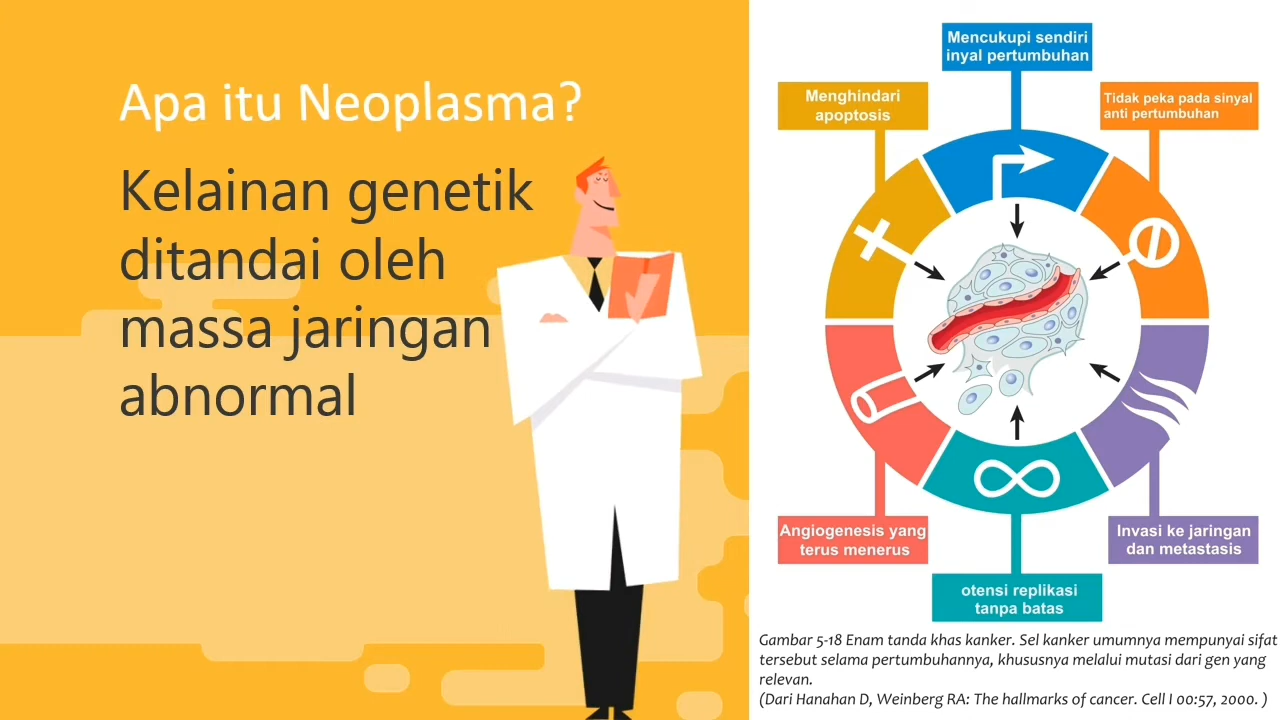 Apa itu Neoplasma?
Kelainan genetik
ditandai oleh
massa jaringan
abnormal
Mencukupi sendiri
inyal pertumbuhan
Menghindari
apoptosis
Tidak peka pada sinyal
anti pertumbuhan
Angiogenesis yang
terus menerus
Invasi ke jaringan
dan metastasis
otensi replikasi
tanpa batas
Gambar 5-18 Enam tanda khas kanker. Sel kanker umumnya mempunyai sifat
tersebut selama pertumbuhannya, khususnya melalui mutasi dari gen yang
relevan.
(Dari Hanahan D, Weinberg RA: The hallmarks of cancer. Cell I 00:57, 2000. )